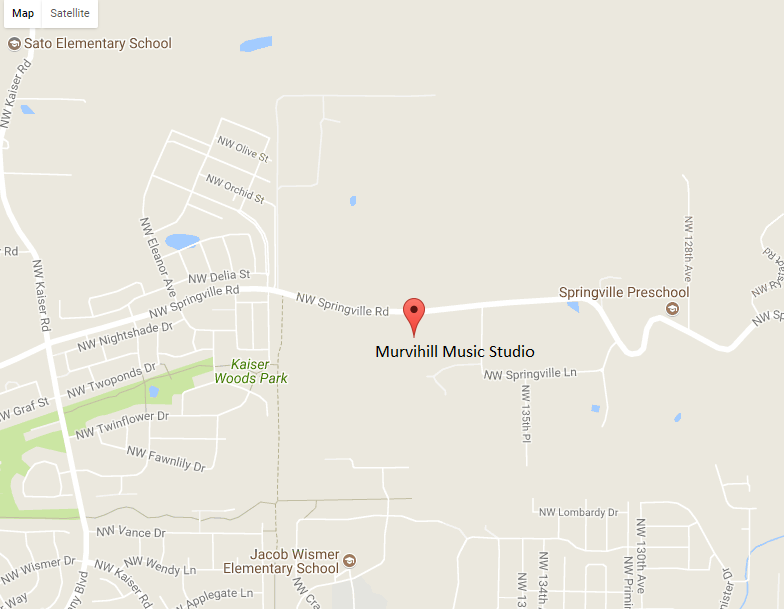 Map Satellite
Sato Elementary School
NW Kaiser Rd
NW Olive St
NW Orchid St
NW Eleanor Ave
NW 128th Ave
Rd
NW Kaiser Rd
NW Delia St
NW Springville Rd
NW Springville Rd
Springville Preschool
NW Nightshade Dr
Murvihill Music Studio
Kaiser
Woods Park
NW Twoponds Dr
NW Springville Ln
NW Graf St
NW 135th Pl
NW Twinflower Dr
NW Fawnlily Dr
NW Lombardy Dr
NW Vance Dr
NW 130th Ave
Jacob Wismer
Elementary School
NW Wismer Dr
NW Wendy Ln
NW Kaiser Rd
NW 134th
Applegate Ln
Way